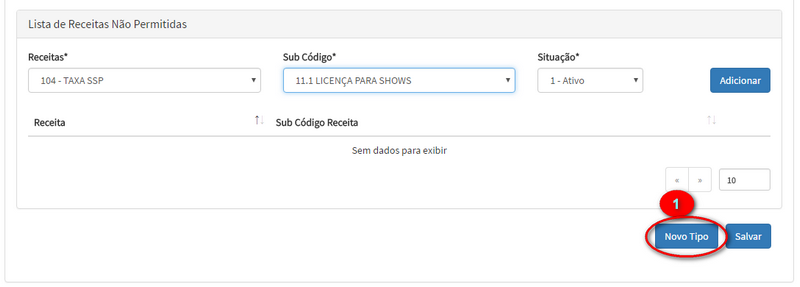 Lista de Receitas Não Permitidas
Receitas* Sub Código* Situação*
104 - TAXA SSP 11.1 LICENÇA PARA SHOWS 1 - Ativo Adicionar
Receita Sub Código Receita
Sem dados para exibir
« » 10
1
Novo Tipo Salvar